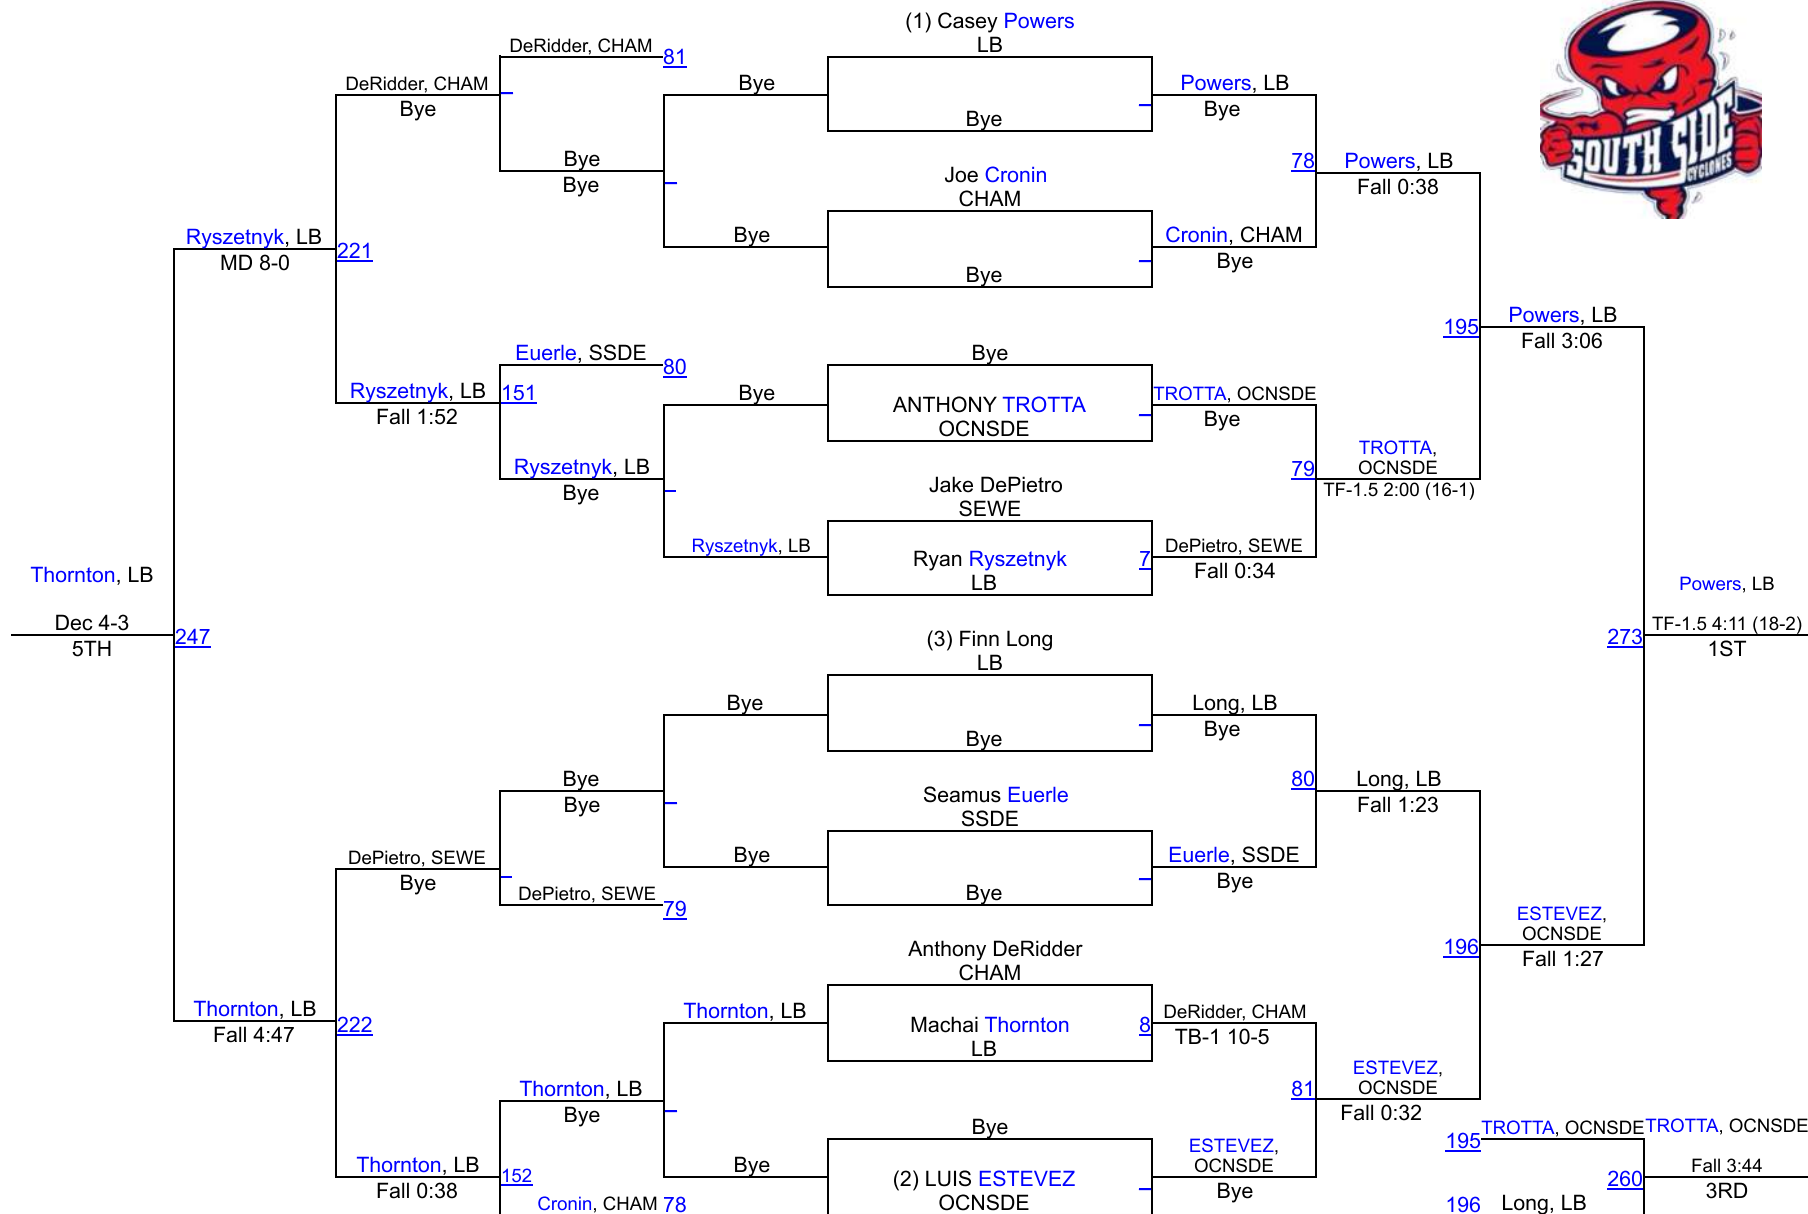 (1) Casey Powers
LB
DeRidder, CHAM
81
DeRidder, CHAM
Bye
Bye
Powers, LB
Bye
Bye
Bye
Bye
Joe Cronin
CHAM
78
Powers, LB
Fall 0:38
SOUTH SIDE
CYCLONES
Ryszetnyk, LB
MD 8-0
221
Bye
Cronin, CHAM
Bye
Bye
195
Powers, LB
Fall 3:06
Euerle, SSDE
80
Bye
Ryszetnyk, LB
Fall 1:52
151
Bye
ANTHONY TROTTA
OCNSDE
TROTTA, OCNSDE
Bye
Ryszetnyk, LB
Bye
79
TROTTA,
OCNSDE
TF-1.5 2:00 (16-1)
Jake DePietro
SEWE
Ryszetnyk, LB
Ryan Ryszetnyk
LB
7
DePietro, SEWE
Fall 0:34
Thornton, LB
Dec 4-3
5TH
247
Powers, LB
273
TF-1.5 4:11 (18-2)
1ST
(3) Finn Long
LB
Bye
Long, LB
Bye
Bye
Bye
Bye
80
Long, LB
Fall 1:23
Seamus Euerle
SSDE
DePietro, SEWE
Bye
Bye
Euerle, SSDE
Bye
DePietro, SEWE
79
Bye
196
ESTEVEZ,
OCNSDE
Fall 1:27
Anthony DeRidder
CHAM
Thornton, LB
Fall 4:47
222
Thornton, LB
Machai Thornton
LB
8
DeRidder, CHAM
TB-1 10-5
Thornton, LB
Bye
81
ESTEVEZ,
OCNSDE
Fall 0:32
Bye
195
TROTTA, OCNSDE
TROTTA, OCNSDE
Thornton, LB
Fall 0:38
152
Bye
(2) LUIS ESTEVEZ
OCNSDE
ESTEVEZ,
OCNSDE
Bye
260
Fall 3:44
3RD
Cronin, CHAM
78
196
Long, LB